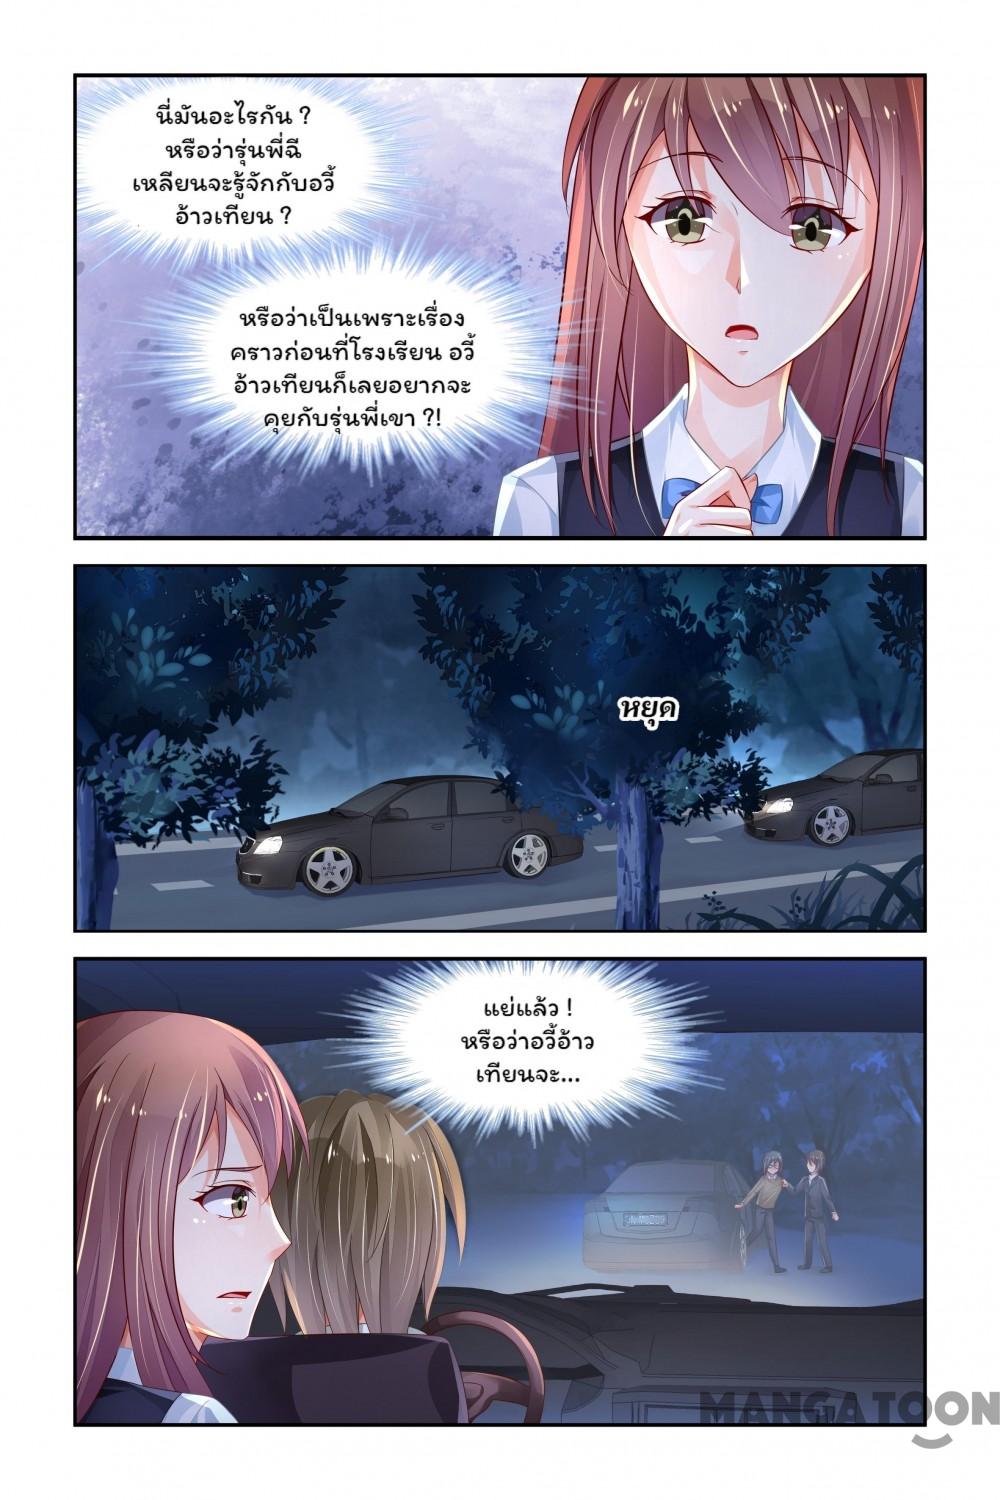 นี่มันอะไรกัน ?
หรือว่ารุ่นพี่ฉี
เหลียนจะรู้จักกับอวี้
อ้าวเทียน ?
หรือว่าเป็นเพราะเรื่อง
คราวก่อนที่โรงเรียน อวี้
อ้าวเทียนก็เลยอยากจะ
คุยกับรุ่นพี่เขา ?!
หยุด
แย่แล้ว !
หรือว่าอวี้อ้าว
เทียนจะ...
MANGATOON